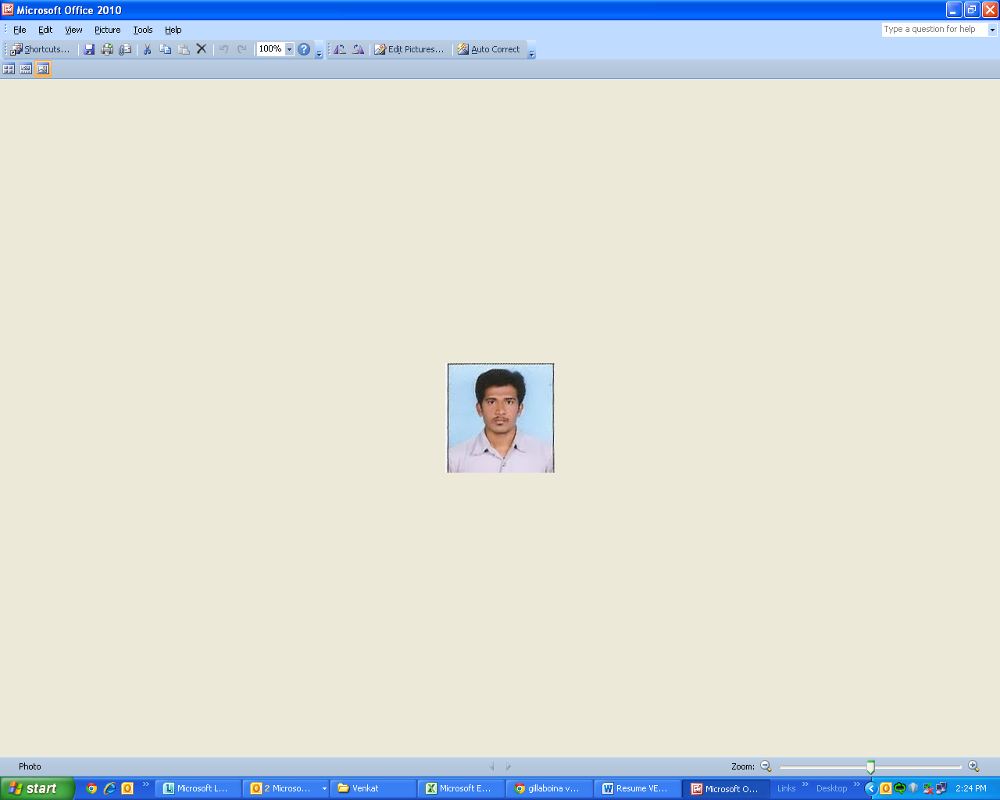 Microsoft Office 2010
File Edit View Picture Tools Help
Type a question for help
Shortcuts... 100% Edit Pictures... Auto Correct
Photo
Zoom:
start Microsoft L... 2 Microso... Venkat Microsoft E... gillaboina v... Resume VE... Microsoft O... Links » Desktop » 2:24 PM